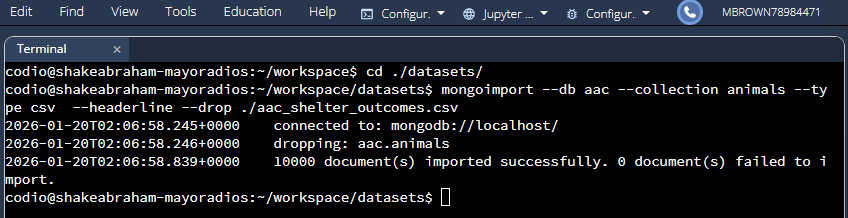 Edit Find View Tools Education Help Configur. Jupyter ... Configur.. MBROWN78984471
Terminal x
codio@shakeabraham-mayoradios:~/workspace$ cd ./datasets/
codio@shakeabraham-mayoradios:~/workspace/datasets$ mongoimport --db aac --collection animals --ty
pe csv  --headerline --drop ./aac_shelter_outcomes.csv
2026-01-20T02:06:58.245+0000    connected to: mongodb://localhost/
2026-01-20T02:06:58.246+0000    dropping: aac.animals
2026-01-20T02:06:58.839+0000    10000 document(s) imported successfully. 0 document(s) failed to i
mport.
codio@shakeabraham-mayoradios:~/workspace/datasets$